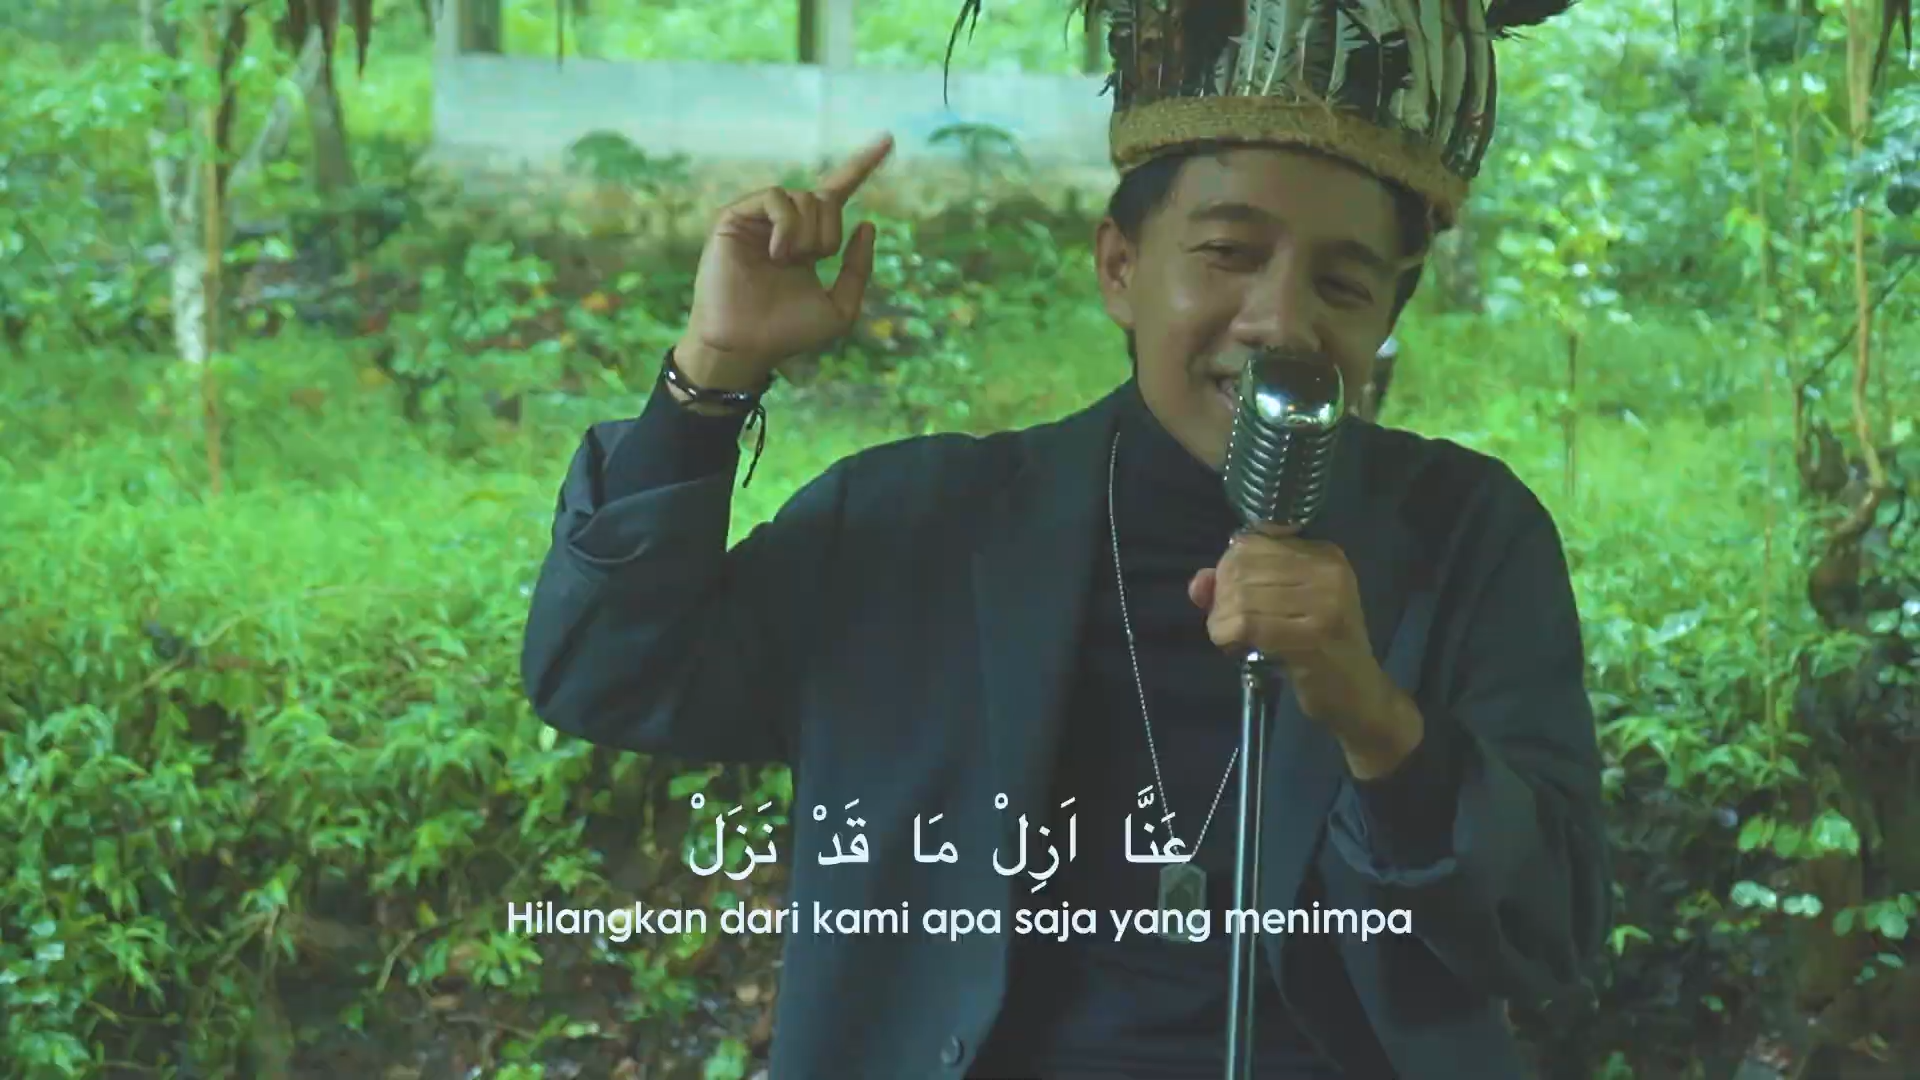 عَنَّا اَزِلْ مَا قَدْ نَزَلْ
Hilangkan dari kami apa saja yang menimpa